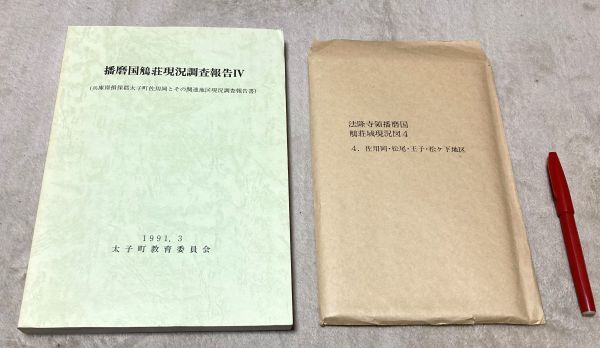 播磨国鵤荘現況調査報告Ⅳ
(兵庫県揖保郡太子町佐用岡とその関連地区現況調査報告書)
1991.3
太子町教育委員会
法隆寺領播磨国
鵤荘域現況図4
4．佐用岡・松尾・王子・松ケ下地区